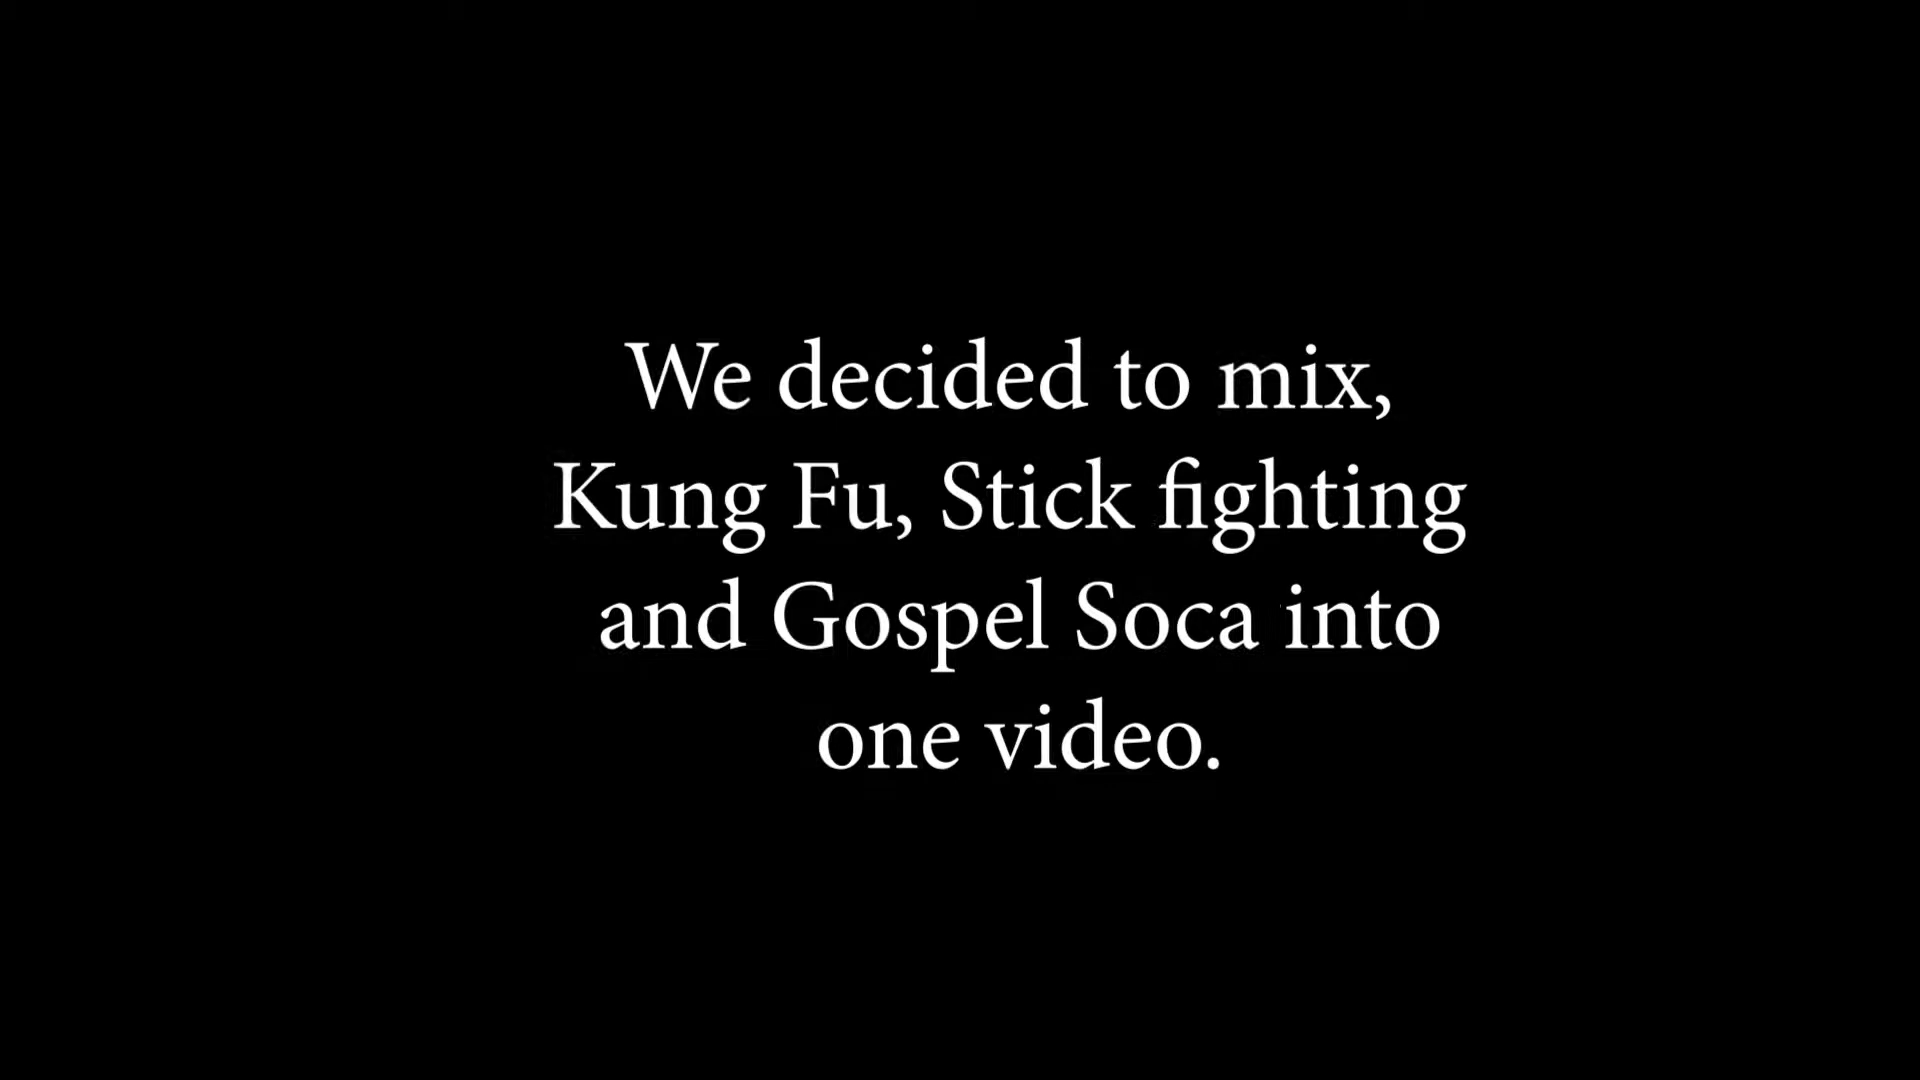 We decided to mix,
Kung Fu, Stick fighting
and Gospel Soca into
one video.